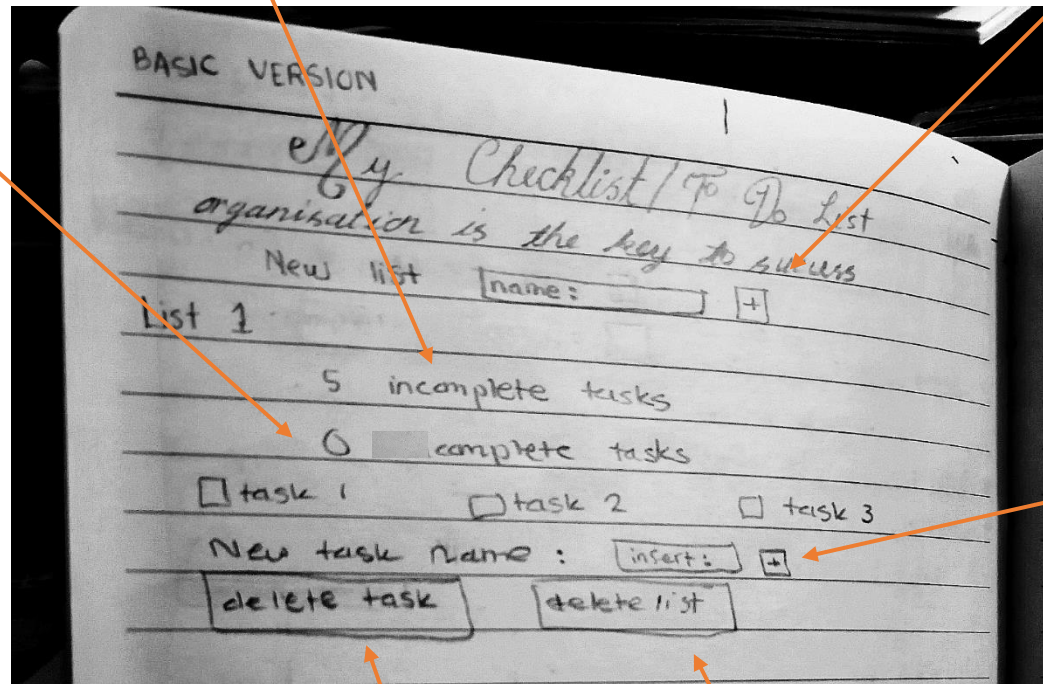 BASIC VERSION
My Checklist / To Do List
organisation is the key to sucess
New list name: +
List 1
5 incomplete tasks
0 complete tasks
task 1 task 2 task 3
New task name : insert: +
delete task delete list